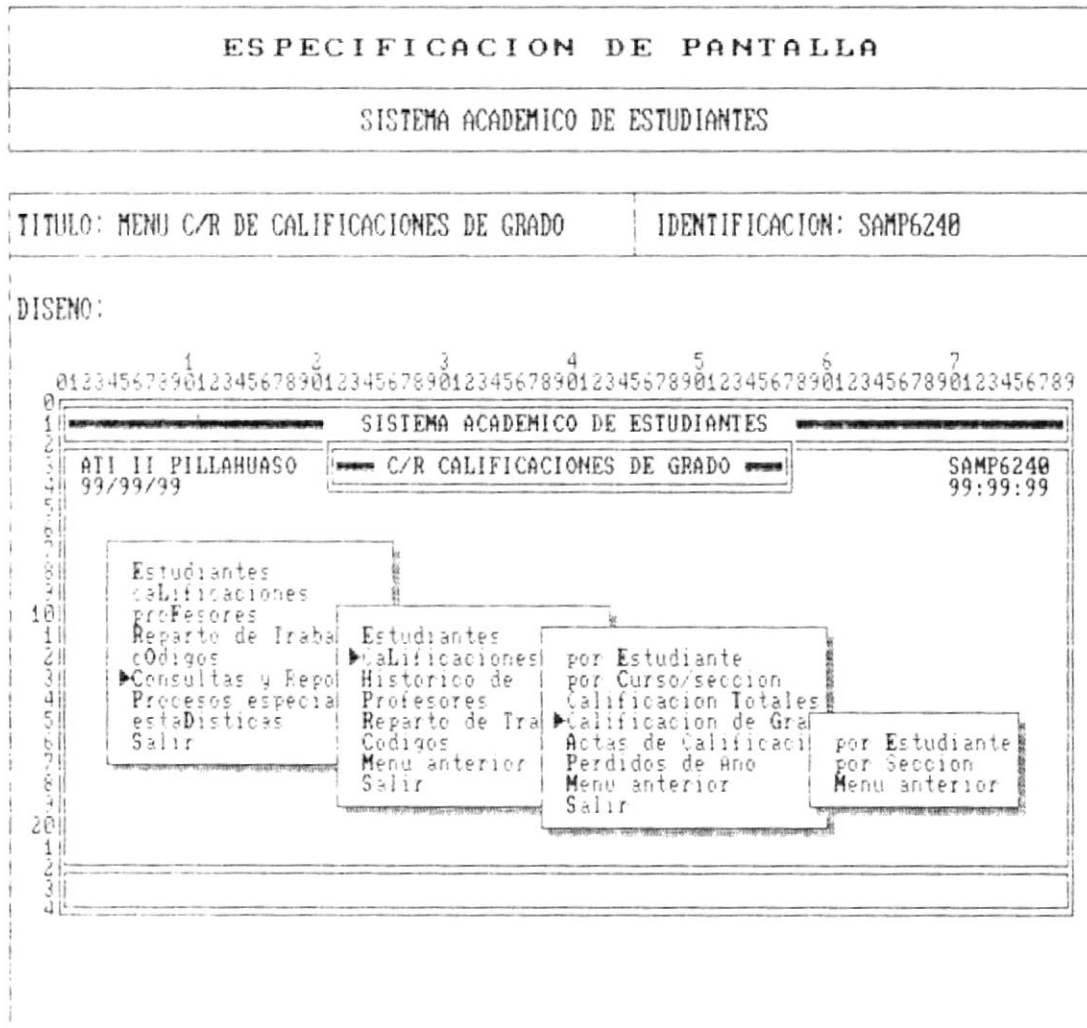 ESPECIFICACION DE PANTALLA
SISTEMA ACADEMICO DE ESTUDIANTES
TITULO: MENU C/R DE CALIFICACIONES DE GRADO IDENTIFICACION: SAMP6240
DISENO:
1 2 3 4 5 6 7
01234567890123456789012345678901234567890123456789012345678901234567890123456789
0
1 SISTEMA ACADEMICO DE ESTUDIANTES
2
3 ATI II PILLAHUASO C/R CALIFICACIONES DE GRADO SAMP6240
4 99/99/99 99:99:99
5
6
7
8 Estudiantes
9 caLificaciones
10 proFesores
1 Reparto de Traba Estudiantes
2 cOdigos ▶caLificaciones por Estudiante
3 ▶Consultas y Repo Historico de por Curso/seccion
4 Procesos especia Profesores Calificacion Totales
5 estaDisticas Reparto de Tra ▶Calificacion de Gra
6 Salir Codigos Actas de Calificaci por Estudiante
7 Menu anterior Perdidos de Ano por Seccion
8 Salir Menu anterior Menu anterior
9 Salir
20
1
2
3
4